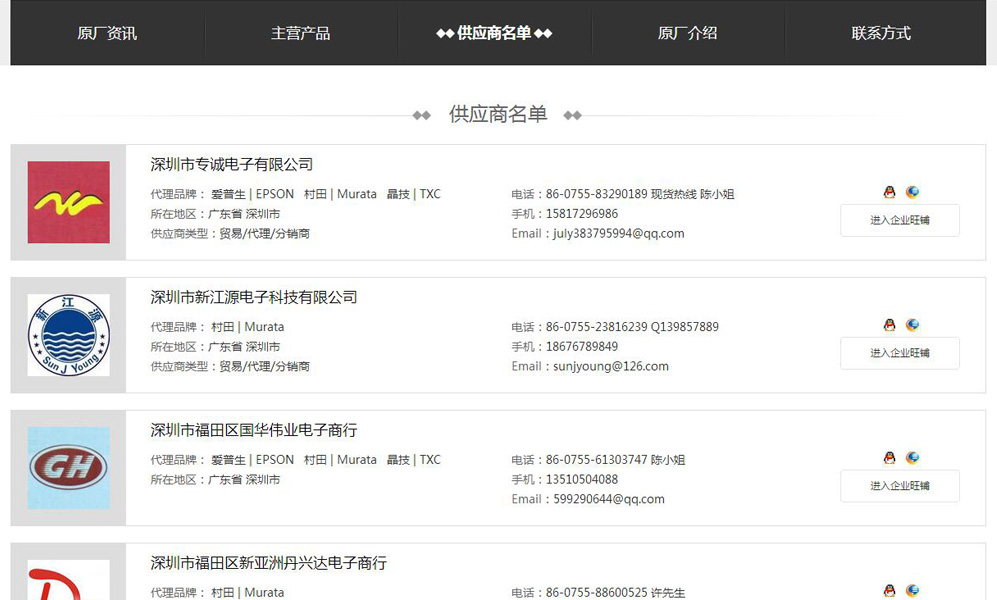 原厂资讯 主营产品 供应商名单 原厂介绍 联系方式
供应商名单
深圳市专诚电子有限公司
代理品牌： 爱普生 | EPSON 村田 | Murata 晶技 | TXC
所在地区：广东省 深圳市
供应商类型：贸易/代理/分销商
电话：86-0755-83290189 现货热线 陈小姐
手机：15817296986
Email：july383795994@qq.com
进入企业旺铺
新江源
Sun J Young
深圳市新江源电子科技有限公司
代理品牌： 村田 | Murata
所在地区：广东省 深圳市
供应商类型：贸易/代理/分销商
电话：86-0755-23816239 Q139857889
手机：18676789849
Email：sunjyoung@126.com
进入企业旺铺
GH
深圳市福田区国华伟业电子商行
代理品牌： 爱普生 | EPSON 村田 | Murata 晶技 | TXC
所在地区：广东省 深圳市
电话：86-0755-61303747 陈小姐
手机：13510504088
Email：599290644@qq.com
进入企业旺铺
深圳市福田区新亚洲丹兴达电子商行
代理品牌： 村田 | Murata
电话：86-0755-88600525 许先生